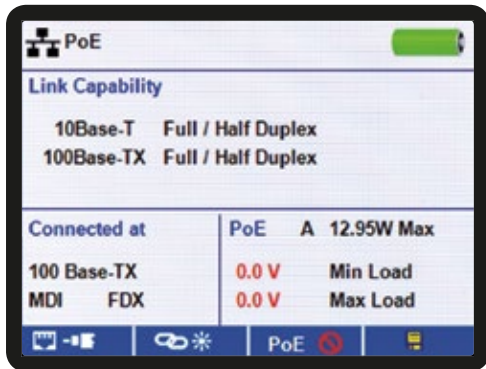 PoE
Link Capability
10Base-T Full / Half Duplex
100Base-TX Full / Half Duplex
Connected at
100 Base-TX
MDI FDX
PoE A 12.95W Max
0.0 V Min Load
0.0 V Max Load
PoE